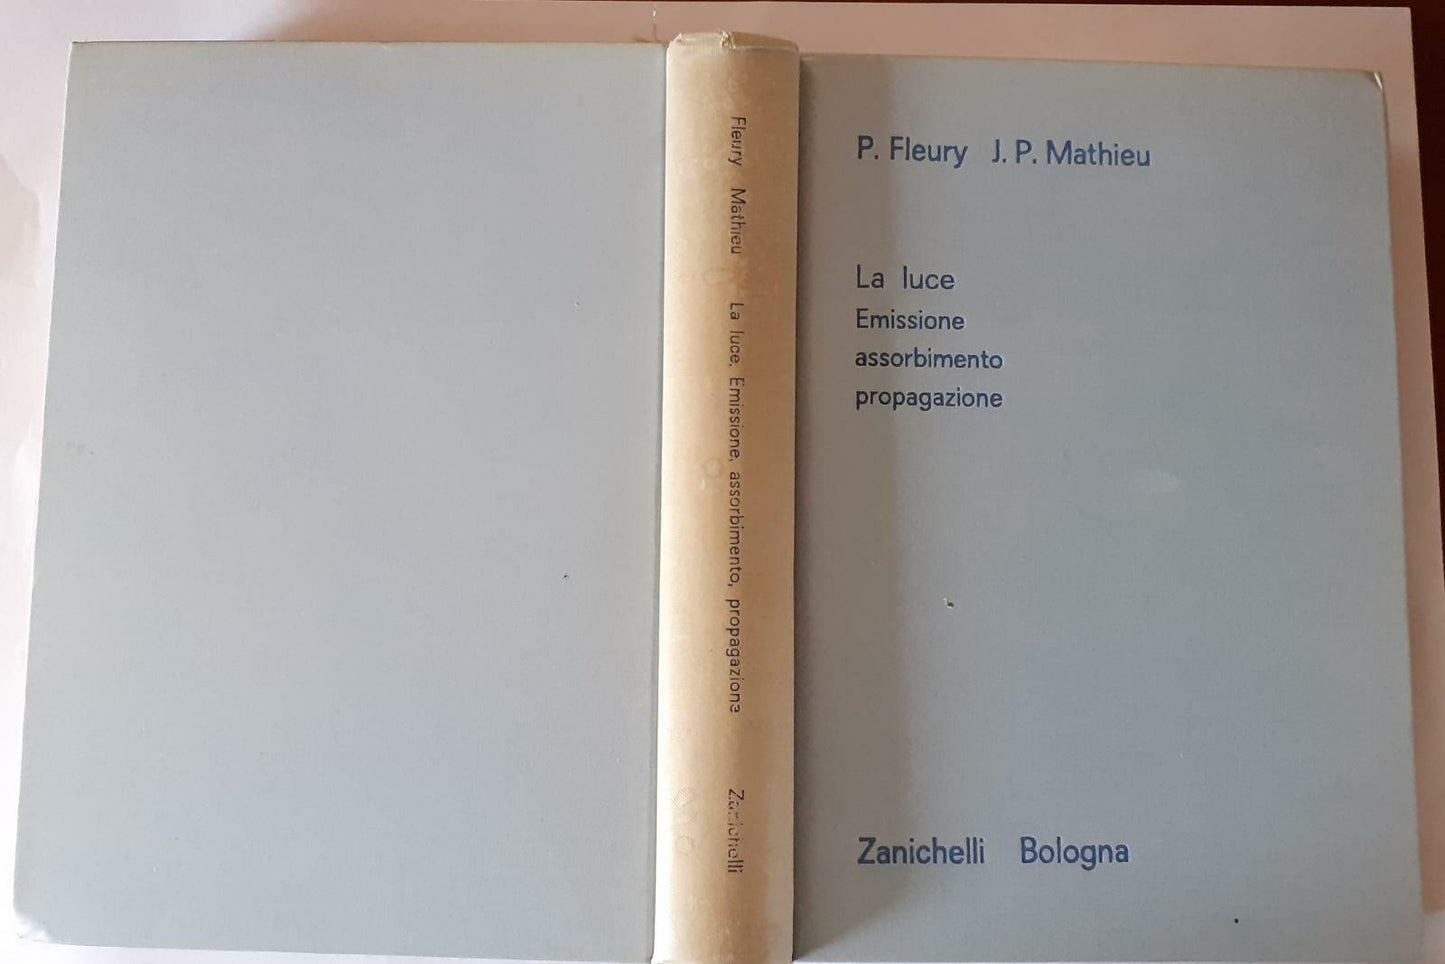 Fleury Mathieu La luce. Emissione, assorbimento, propagazione Zanichelli
P. Fleury J. P. Mathieu
La luce
Emissione
assorbimento
propagazione
Zanichelli Bologna